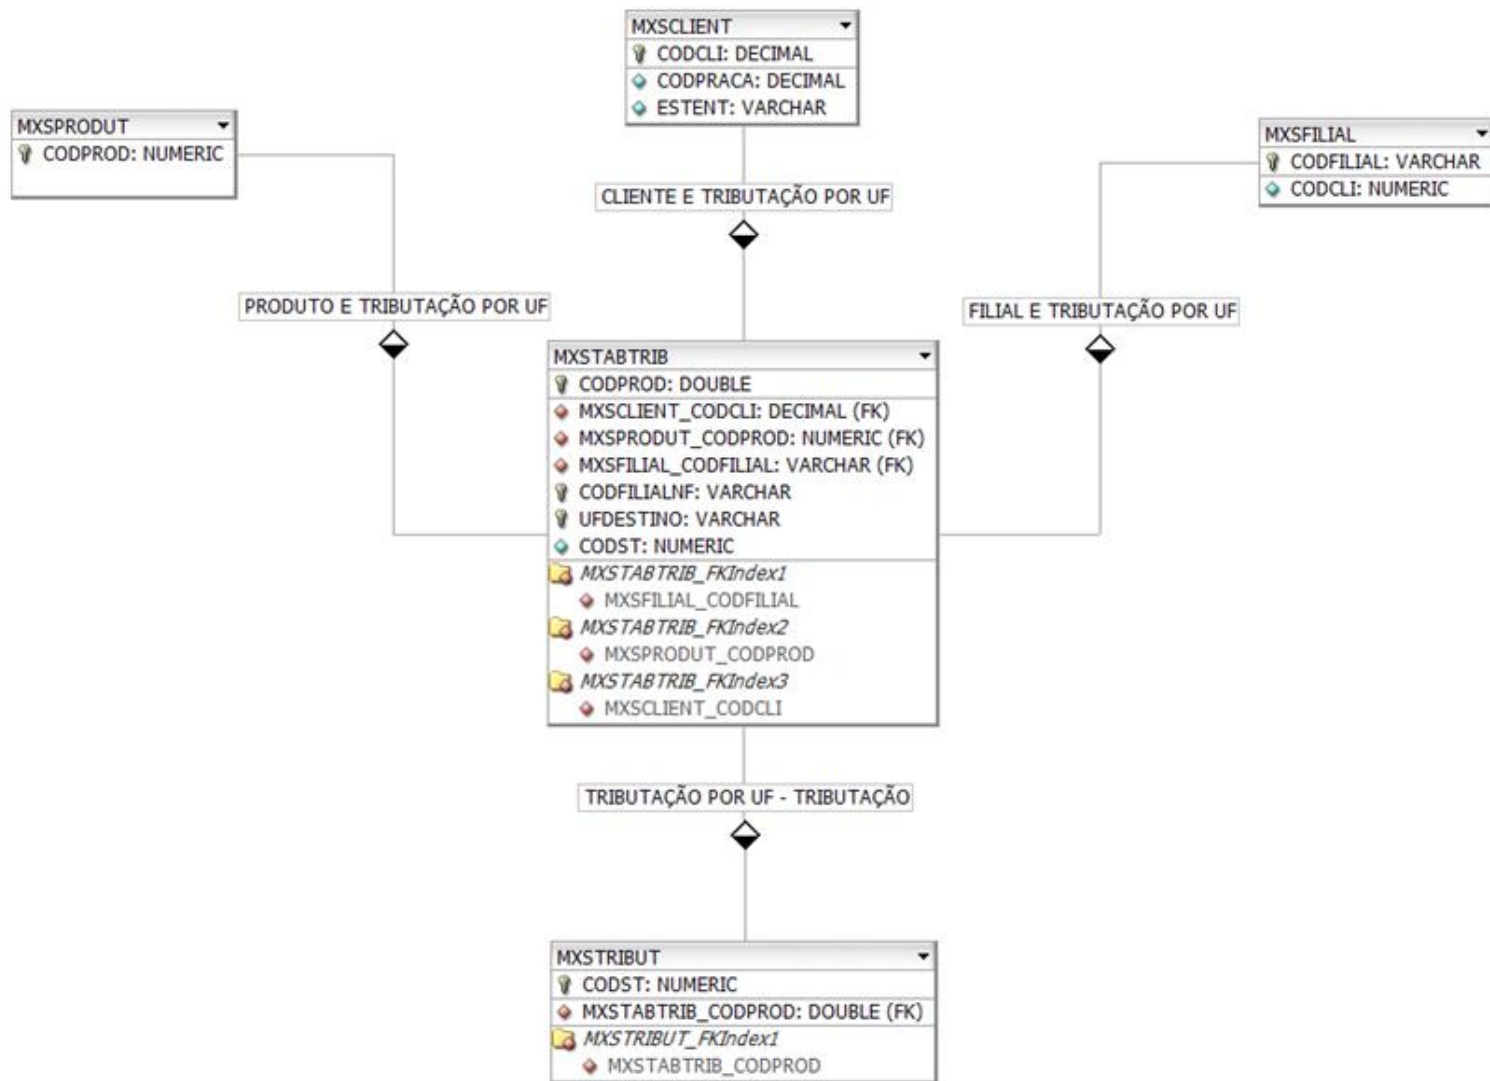 MXSCLIENT
CODCLI: DECIMAL
CODPRACA: DECIMAL
ESTENT: VARCHAR
MXSPRODUT
CODPROD: NUMERIC
MXSFILIAL
CODFILIAL: VARCHAR
CODCLI: NUMERIC
CLIENTE E TRIBUTAÇÃO POR UF
PRODUTO E TRIBUTAÇÃO POR UF
FILIAL E TRIBUTAÇÃO POR UF
MXSTABTRIB
CODPROD: DOUBLE
MXSCLIENT_CODCLI: DECIMAL (FK)
MXSPRODUT_CODPROD: NUMERIC (FK)
MXSFILIAL_CODFILIAL: VARCHAR (FK)
CODFILIALNF: VARCHAR
UFDESTINO: VARCHAR
CODST: NUMERIC
MXSTABTRIB_FKIndex1
MXSFILIAL_CODFILIAL
MXSTABTRIB_FKIndex2
MXSPRODUT_CODPROD
MXSTABTRIB_FKIndex3
MXSCLIENT_CODCLI
TRIBUTAÇÃO POR UF - TRIBUTAÇÃO
MXSTRIBUT
CODST: NUMERIC
MXSTABTRIB_CODPROD: DOUBLE (FK)
MXSTRIBUT_FKIndex1
MXSTABTRIB_CODPROD